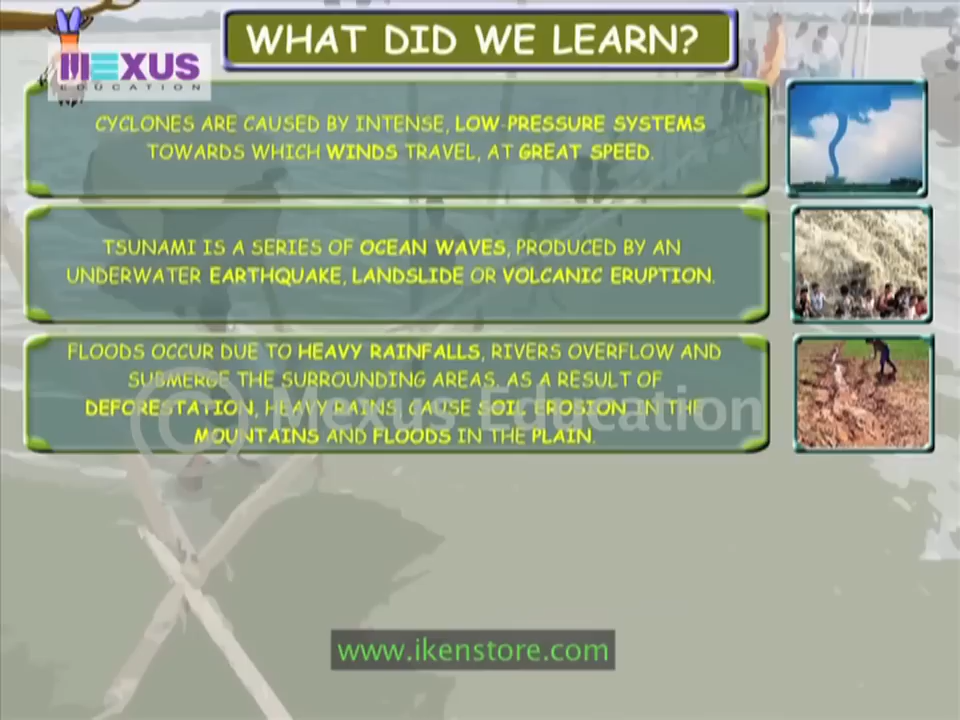 WHAT DID WE LEARN?
MEXUS
EDUCATION
CYCLONES ARE CAUSED BY INTENSE, LOW-PRESSURE SYSTEMS
TOWARDS WHICH WINDS TRAVEL, AT GREAT SPEED.
TSUNAMI IS A SERIES OF OCEAN WAVES, PRODUCED BY AN
UNDERWATER EARTHQUAKE, LANDSLIDE OR VOLCANIC ERUPTION.
FLOODS OCCUR DUE TO HEAVY RAINFALLS, RIVERS OVERFLOW AND
SUBMERGE THE SURROUNDING AREAS. AS A RESULT OF
DEFORESTATION, HEAVY RAINS, CAUSE SOIL EROSION IN THE
MOUNTAINS AND FLOODS IN THE PLAIN.
© Mexus Education
www.ikenstore.com